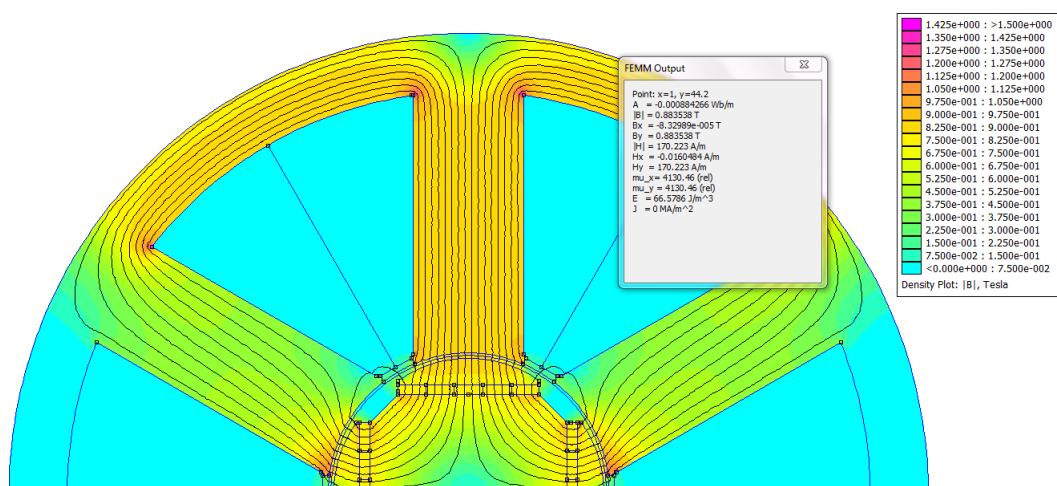 FEMM Output
Point: x=1, y=44.2
A = -0.000884266 Wb/m
|B| = 0.883538 T
Bx = -8.32989e-005 T
By = 0.883538 T
|H| = 170.223 A/m
Hx = -0.0160484 A/m
Hy = 170.223 A/m
mu_x= 4130.46 (rel)
mu_y = 4130.46 (rel)
E = 66.5786 J/m^3
J = 0 MA/m^2
1.425e+000 : >1.500e+000
1.350e+000 : 1.425e+000
1.275e+000 : 1.350e+000
1.200e+000 : 1.275e+000
1.125e+000 : 1.200e+000
1.050e+000 : 1.125e+000
9.750e-001 : 1.050e+000
9.000e-001 : 9.750e-001
8.250e-001 : 9.000e-001
7.500e-001 : 8.250e-001
6.750e-001 : 7.500e-001
6.000e-001 : 6.750e-001
5.250e-001 : 6.000e-001
4.500e-001 : 5.250e-001
3.750e-001 : 4.500e-001
3.000e-001 : 3.750e-001
2.250e-001 : 3.000e-001
1.500e-001 : 2.250e-001
7.500e-002 : 1.500e-001
<0.000e+000 : 7.500e-002
Density Plot: |B|, Tesla